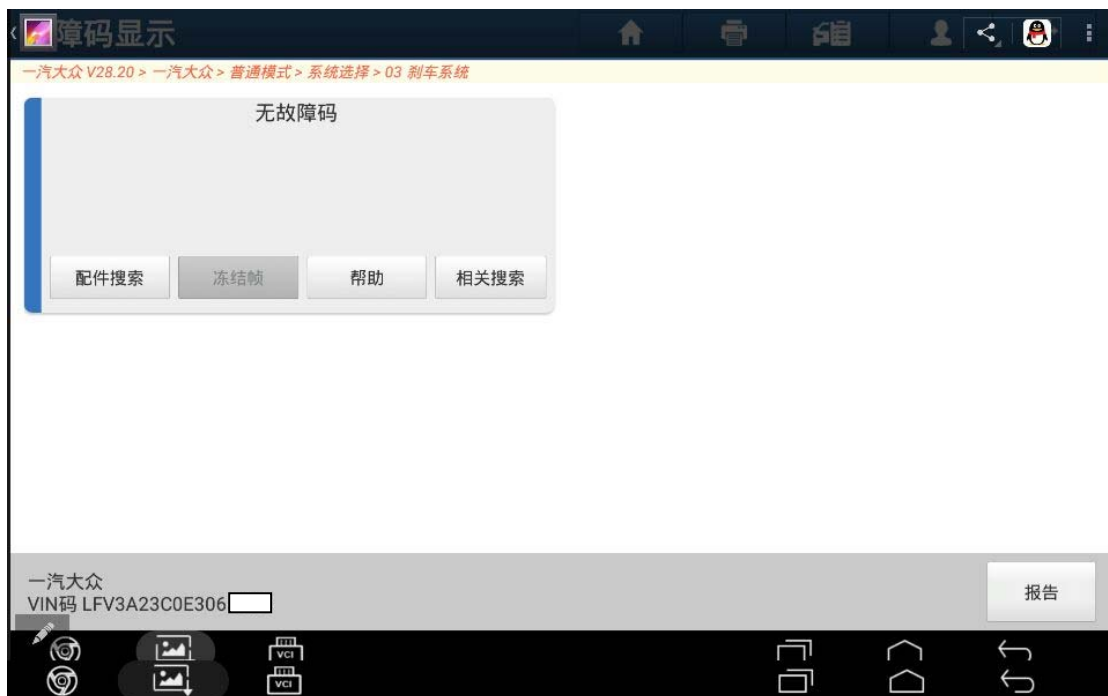 障码显示
一汽大众 V28.20 > 一汽大众 > 普通模式 > 系统选择 > 03 刹车系统
无故障码
配件搜索 冻结帧 帮助 相关搜索
一汽大众
VIN码 LFV3A23C0E306
报告
VCI
VCI